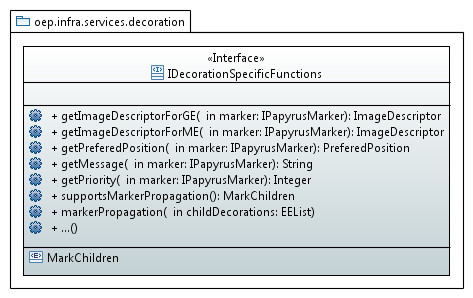 oep.infra.services.decoration
«Interface»
IDecorationSpecificFunctions
+ getImageDescriptorForGE( in marker: IPapyrusMarker): ImageDescriptor
+ getImageDescriptorForME( in marker: IPapyrusMarker): ImageDescriptor
+ getPreferedPosition( in marker: IPapyrusMarker): PreferedPosition
+ getMessage( in marker: IPapyrusMarker): String
+ getPriority( in marker: IPapyrusMarker): Integer
+ supportsMarkerPropagation(): MarkChildren
+ markerPropagation( in childDecorations: EEList)
+ ...()
MarkChildren